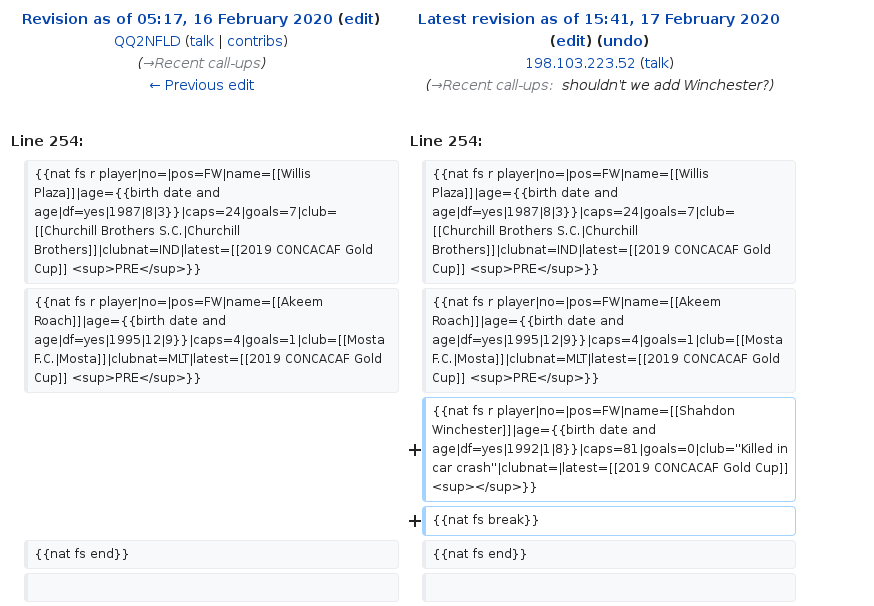 Revision as of 05:17, 16 February 2020 (edit)
QQ2NFLD (talk | contribs)
(→Recent call-ups)
← Previous edit
Latest revision as of 15:41, 17 February 2020
(edit) (undo)
198.103.223.52 (talk)
(→Recent call-ups: shouldn't we add Winchester?)
Line 254:
{{nat fs r player|no=|pos=FW|name=[[Willis
Plaza]]|age={{birth date and
age|df=yes|1987|8|3}}|caps=24|goals=7|club=
[[Churchill Brothers S.C.|Churchill
Brothers]]|clubnat=IND|latest=[[2019 CONCACAF Gold
Cup]] <sup>PRE</sup>}}
{{nat fs r player|no=|pos=FW|name=[[Akeem
Roach]]|age={{birth date and
age|df=yes|1995|12|9}}|caps=4|goals=1|club=[[Mosta
F.C.|Mosta]]|clubnat=MLT|latest=[[2019 CONCACAF Gold
Cup]] <sup>PRE</sup>}}
{{nat fs end}}
Line 254:
{{nat fs r player|no=|pos=FW|name=[[Willis
Plaza]]|age={{birth date and
age|df=yes|1987|8|3}}|caps=24|goals=7|club=
[[Churchill Brothers S.C.|Churchill
Brothers]]|clubnat=IND|latest=[[2019 CONCACAF Gold
Cup]] <sup>PRE</sup>}}
{{nat fs r player|no=|pos=FW|name=[[Akeem
Roach]]|age={{birth date and
age|df=yes|1995|12|9}}|caps=4|goals=1|club=[[Mosta
F.C.|Mosta]]|clubnat=MLT|latest=[[2019 CONCACAF Gold
Cup]] <sup>PRE</sup>}}
{{nat fs r player|no=|pos=FW|name=[[Shahdon
Winchester]]|age={{birth date and
+ age|df=yes|1992|1|8}}|caps=81|goals=0|club="Killed in
car crash"|clubnat=|latest=[[2019 CONCACAF Gold Cup]]
<sup></sup>}}
+ {{nat fs break}}
{{nat fs end}}